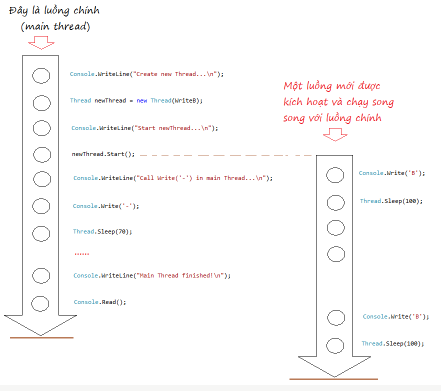 Đây là luồng chính
(main thread)
Console.WriteLine("Create new Thread...\n");
Thread newThread = new Thread(WriteB);
Console.WriteLine("Start newThread...\n");
newThread.Start();
Console.WriteLine("Call Write('-') in main Thread...\n");
Console.Write('-');
Thread.Sleep(70);
......
Console.WriteLine("Main Thread finished!\n");
Console.Read();
Một luồng mới được
kích hoạt và chạy song
song với luồng chính
Console.Write('B');
Thread.Sleep(100);
Console.Write('B');
Thread.Sleep(100);